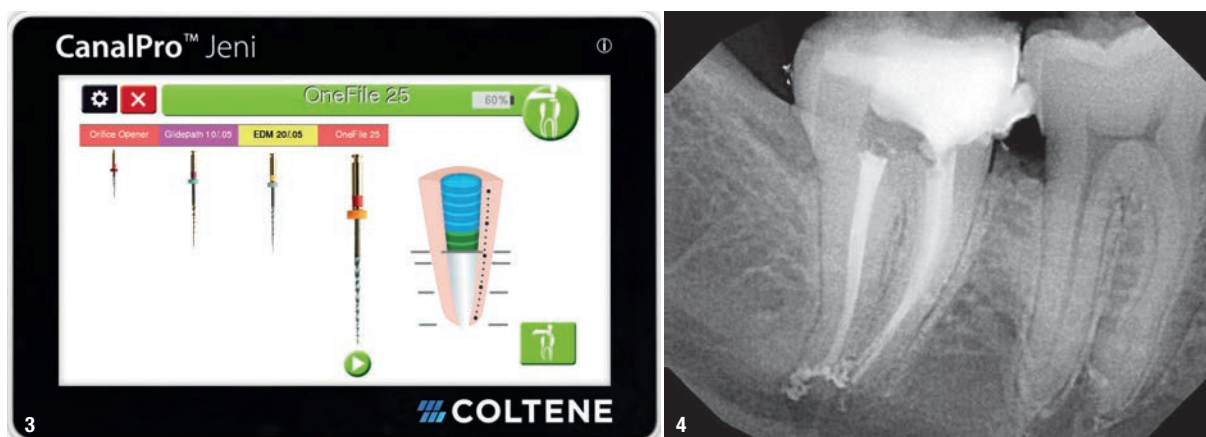 CanalPro™ Jeni
OneFile 25
60%
Orifice Opener
Glidepath 10/.05
EDM 20/.05
OneFile 25
COLTENE
3
4